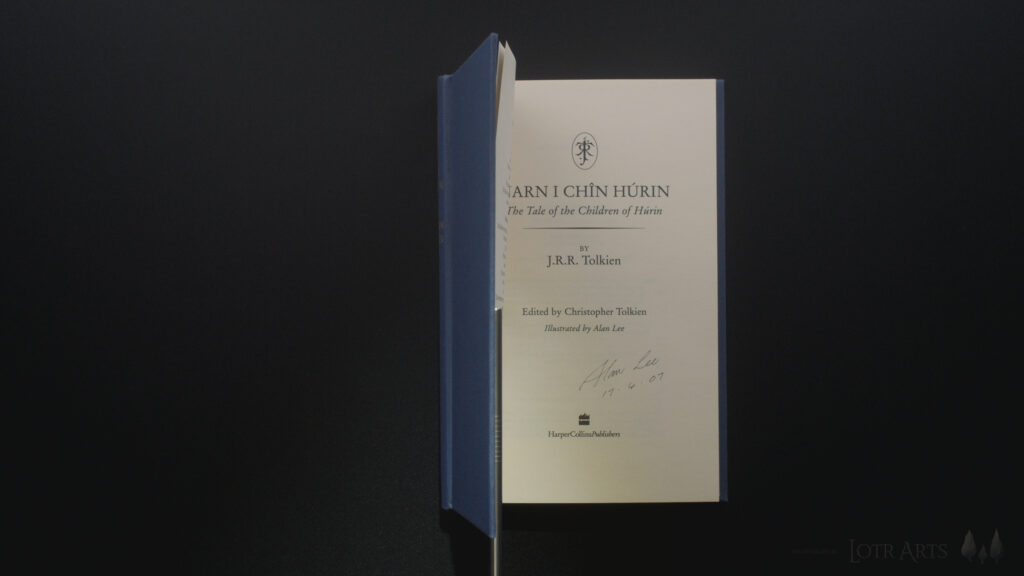 ARN I CHÎN HÚRIN
The Tale of the Children of Húrin
BY
J.R.R. Tolkien
Edited by Christopher Tolkien
Illustrated by Alan Lee
Alan Lee
17.4.07
HarperCollinsPublishers
LOTR ARTS